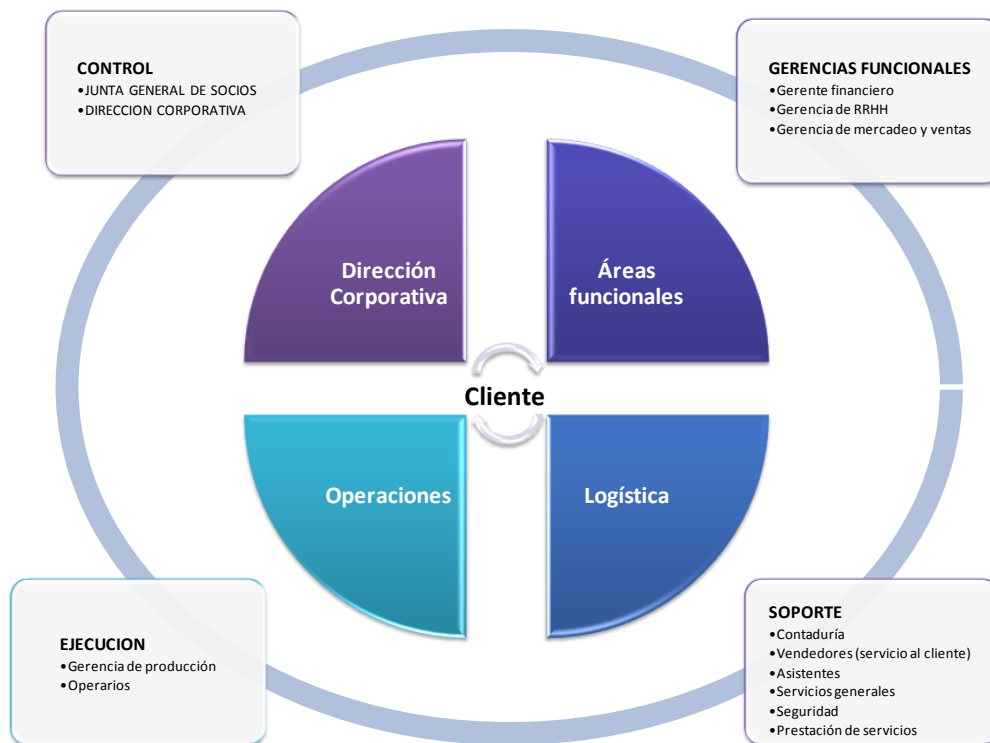 CONTROL
•JUNTA GENERAL DE SOCIOS
•DIRECCION CORPORATIVA
GERENCIAS FUNCIONALES
•Gerente financiero
•Gerencia de RRHH
•Gerencia de mercadeo y ventas
Dirección
Corporativa
Áreas
funcionales
Cliente
Operaciones
Logística
EJECUCION
•Gerencia de producción
•Operarios
SOPORTE
•Contaduría
•Vendedores (servicio al cliente)
•Asistentes
•Servicios generales
•Seguridad
•Prestación de servicios